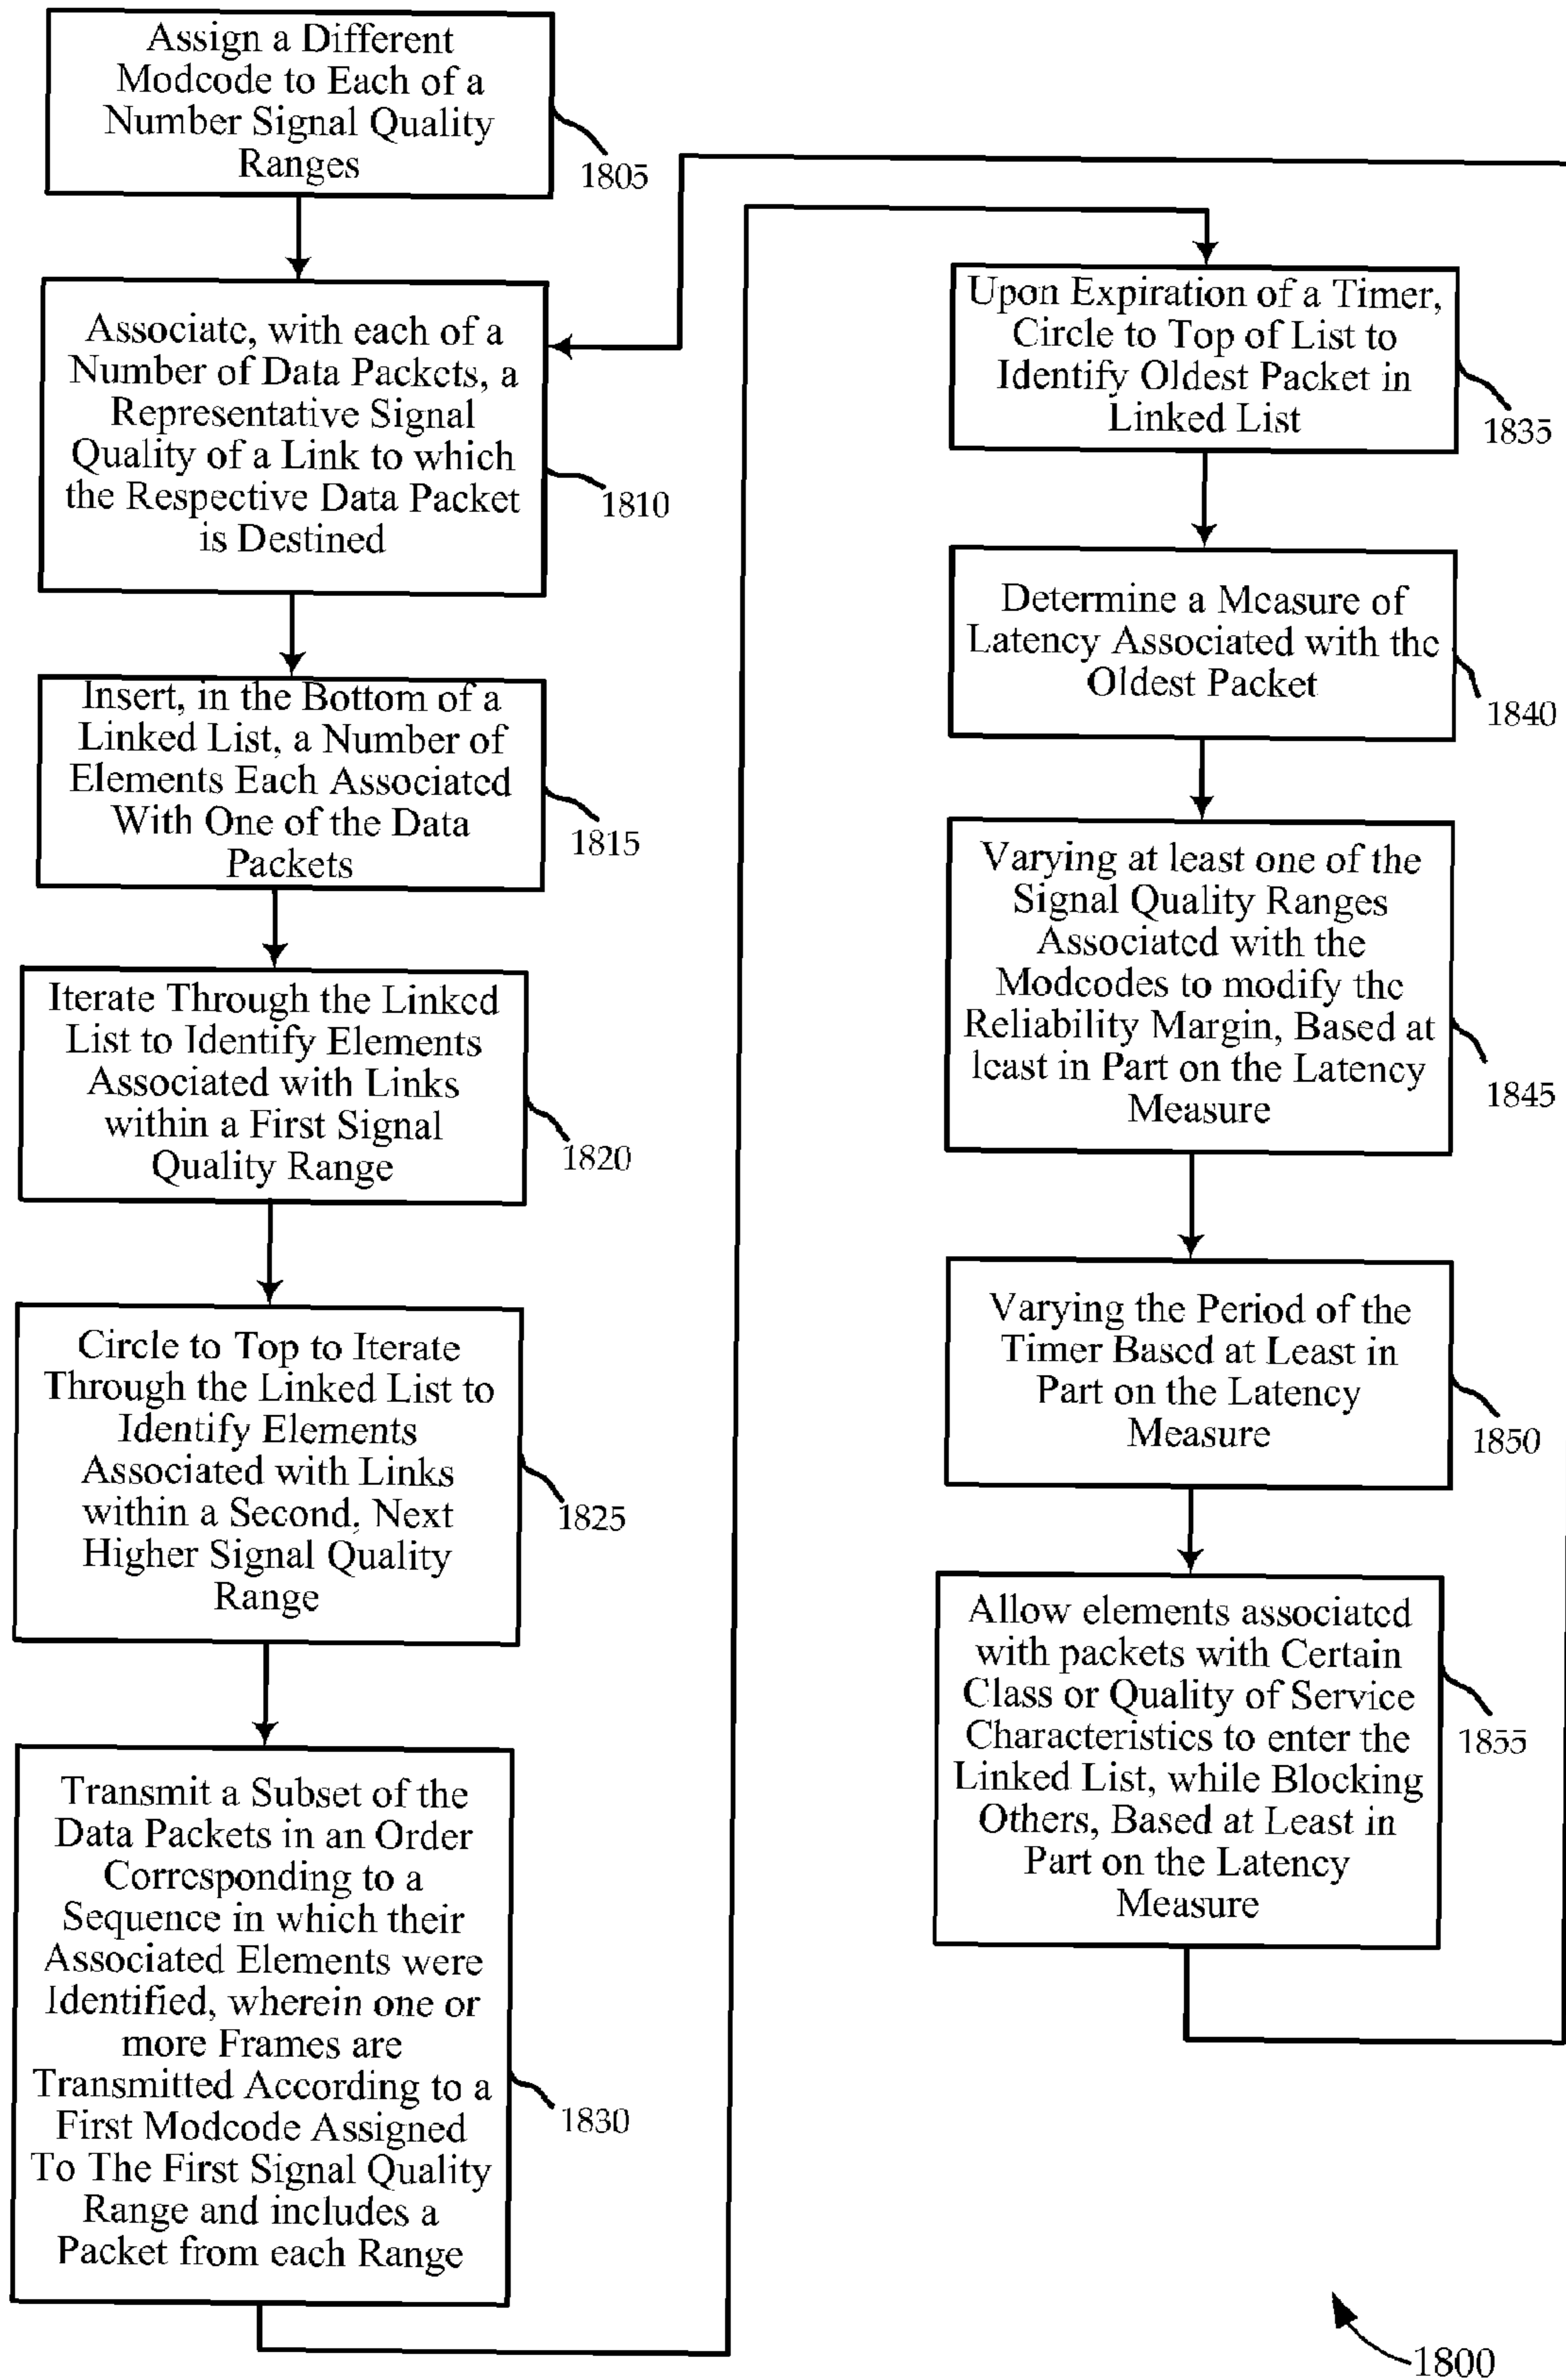 Assign a Different
Modcode to Each of a
Number Signal Quality
Ranges
1805
Associate, with each of a
Number of Data Packets, a
Representative Signal
Quality of a Link to which
the Respective Data Packet
is Destined
1810
Insert, in the Bottom of a
Linked List, a Number of
Elements Each Associated
With One of the Data
Packets
1815
Iterate Through the Linked
List to Identify Elements
Associated with Links
within a First Signal
Quality Range
1820
Circle to Top to Iterate
Through the Linked List to
Identify Elements
Associated with Links
within a Second, Next
Higher Signal Quality
Range
1825
Transmit a Subset of the
Data Packets in an Order
Corresponding to a
Sequence in which their
Associated Elements were
Identified, wherein one or
more Frames are
Transmitted According to a
First Modcode Assigned
To The First Signal Quality
Range and includes a
Packet from each Range
1830
Upon Expiration of a Timer,
Circle to Top of List to
Identify Oldest Packet in
Linked List
1835
Determine a Measure of
Latency Associated with the
Oldest Packet
1840
Varying at least one of the
Signal Quality Ranges
Associated with the
Modcodes to modify the
Reliability Margin, Based at
least in Part on the Latency
Measure
1845
Varying the Period of the
Timer Based at Least in
Part on the Latency
Measure
1850
Allow elements associated
with packets with Certain
Class or Quality of Service
Characteristics to enter the
Linked List, while Blocking
Others, Based at Least in
Part on the Latency
Measure
1855
1800